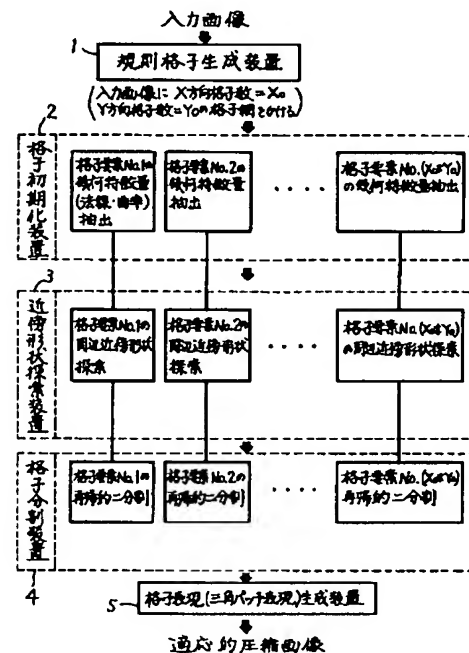 入力画像
1
規則格子生成装置
(入力画像に X方向格子数=X0
Y方向格子数=Y0の格子網をかける)
2
格子初期化装置
格子要素No.1の
幾何特徴量
(法線・曲率)
抽出
格子要素No.2の
幾何特徴量
抽出
・・・・
格子要素No.(X0*Y0)
の幾何特徴量抽出
3
近傍形状探索装置
格子要素No.1の
周辺近傍形状
探索
格子要素No.2の
周辺近傍形状
探索
・・・・
格子要素No.(X0*Y0)
の周辺近傍形状探索
格子分割装置
4
格子要素No.1の
再帰的二分割
格子要素No.2の
再帰的二分割
・・・・
格子要素No.(X0*Y0)
再帰的二分割
5
格子表現(三角パッチ表現)生成装置
適応的圧縮画像